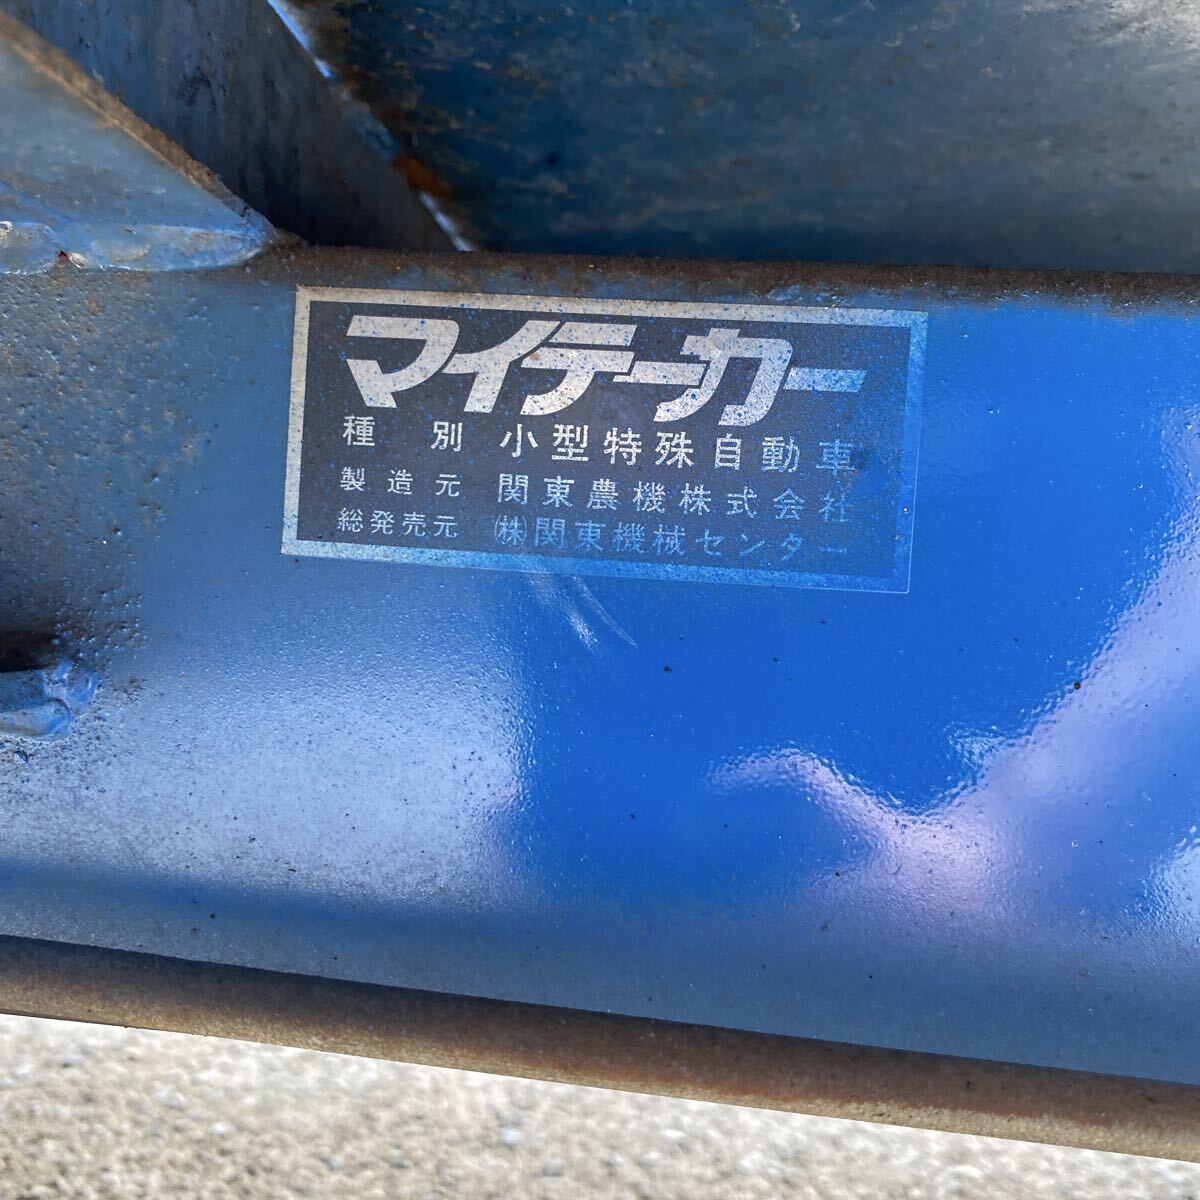 マイテーカー
種別 小型特殊自動車
製造元 関東農機株式会社
総発売元 ㈱関東機械センター